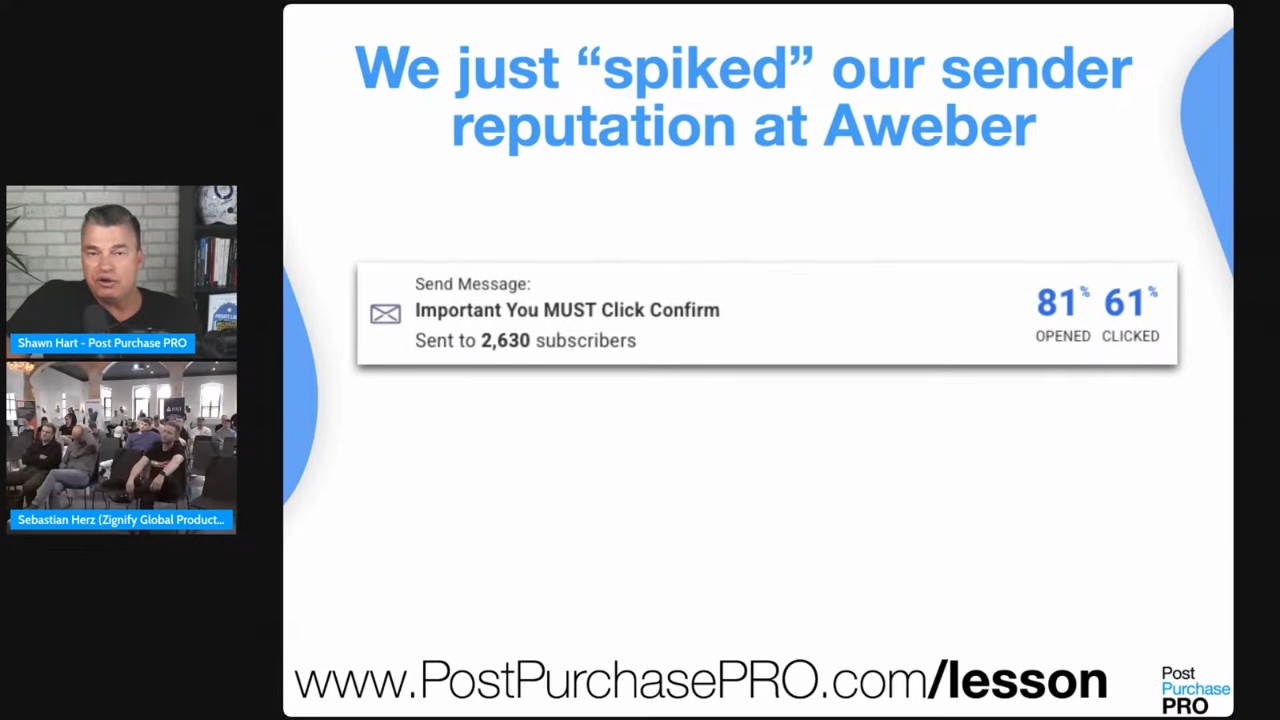 We just “spiked” our sender
reputation at Aweber
Send Message:
Important You MUST Click Confirm
Sent to 2,630 subscribers
81% 61%
OPENED CLICKED
Shawn Hart - Post Purchase PRO
Sebastian Herz (Zignify Global Product...
www.PostPurchasePRO.com/lesson
Post
Purchase
PRO